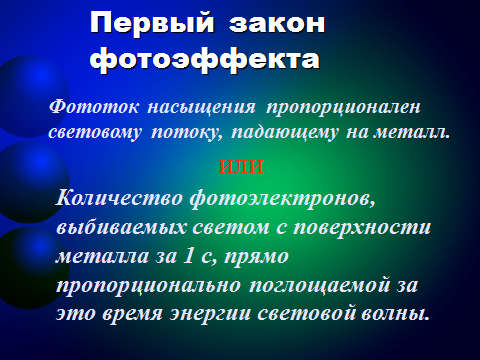 Первый закон
фотоэффекта
Фототок насыщения пропорционален
световому потоку, падающему на металл.
или
Количество фотоэлектронов,
выбиваемых светом с поверхности
металла за 1 с, прямо
пропорционально поглощаемой за
это время энергии световой волны.